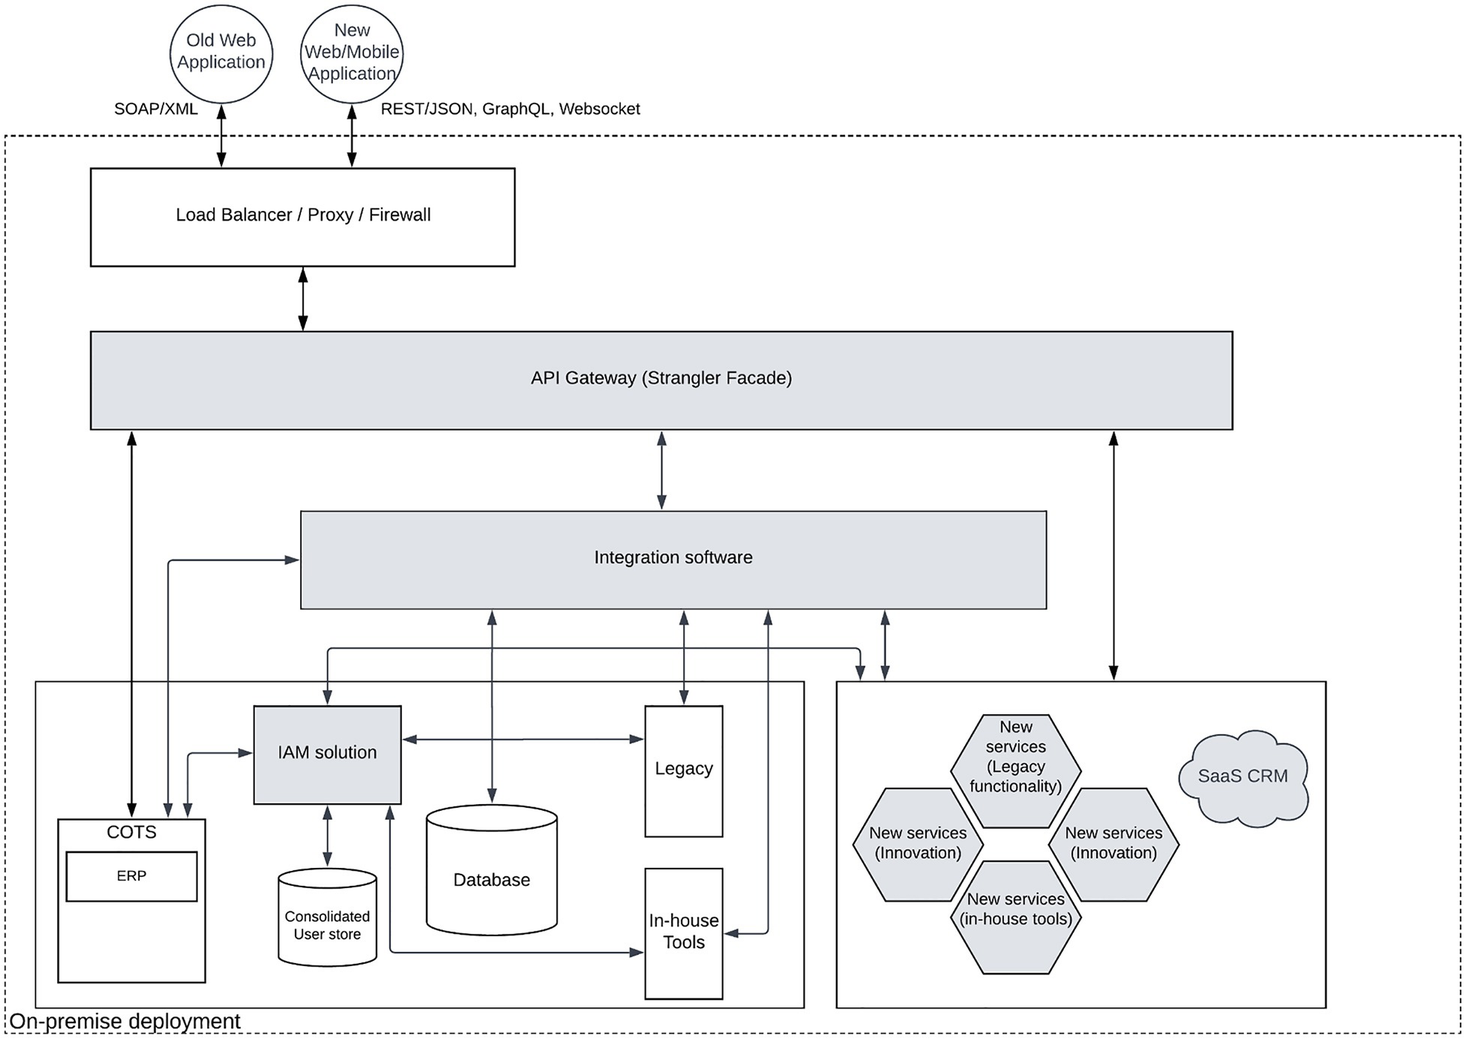 Old Web
Application
New
Web/Mobile
Application
SOAP/XML
REST/JSON, GraphQL, Websocket
Load Balancer / Proxy / Firewall
API Gateway (Strangler Facade)
Integration software
IAM solution
Legacy
COTS
ERP
Consolidated
User store
Database
In-house
Tools
New
services
(Legacy
functionality)
New services
(Innovation)
New services
(Innovation)
New services
(in-house tools)
SaaS CRM
On-premise deployment